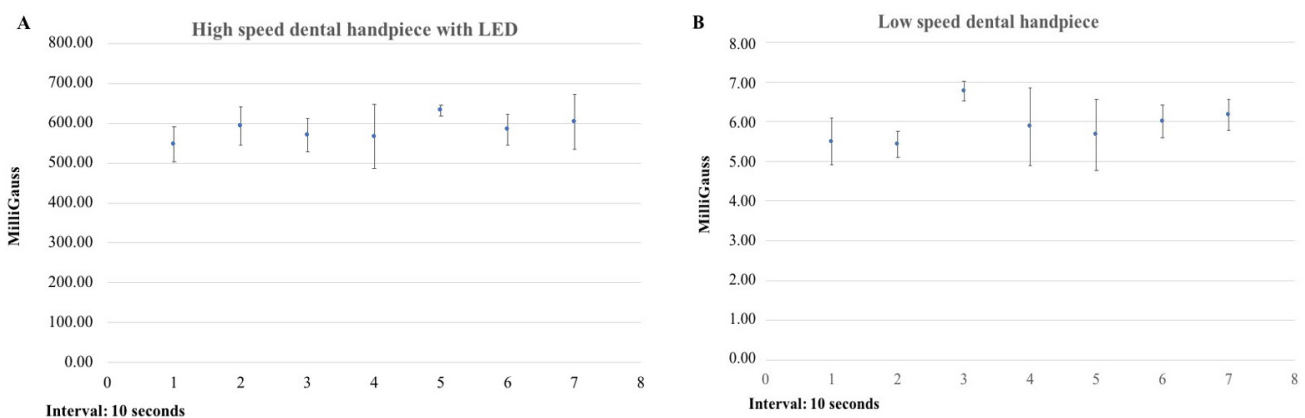 A
High speed dental handpiece with LED
800.00
700.00
600.00
500.00
400.00
300.00
200.00
100.00
0.00
MilliGauss
0 1 2 3 4 5 6 7 8
Interval: 10 seconds
B
Low speed dental handpiece
8.00
7.00
6.00
5.00
4.00
3.00
2.00
1.00
0.00
MilliGauss
0 1 2 3 4 5 6 7 8
Interval: 10 seconds